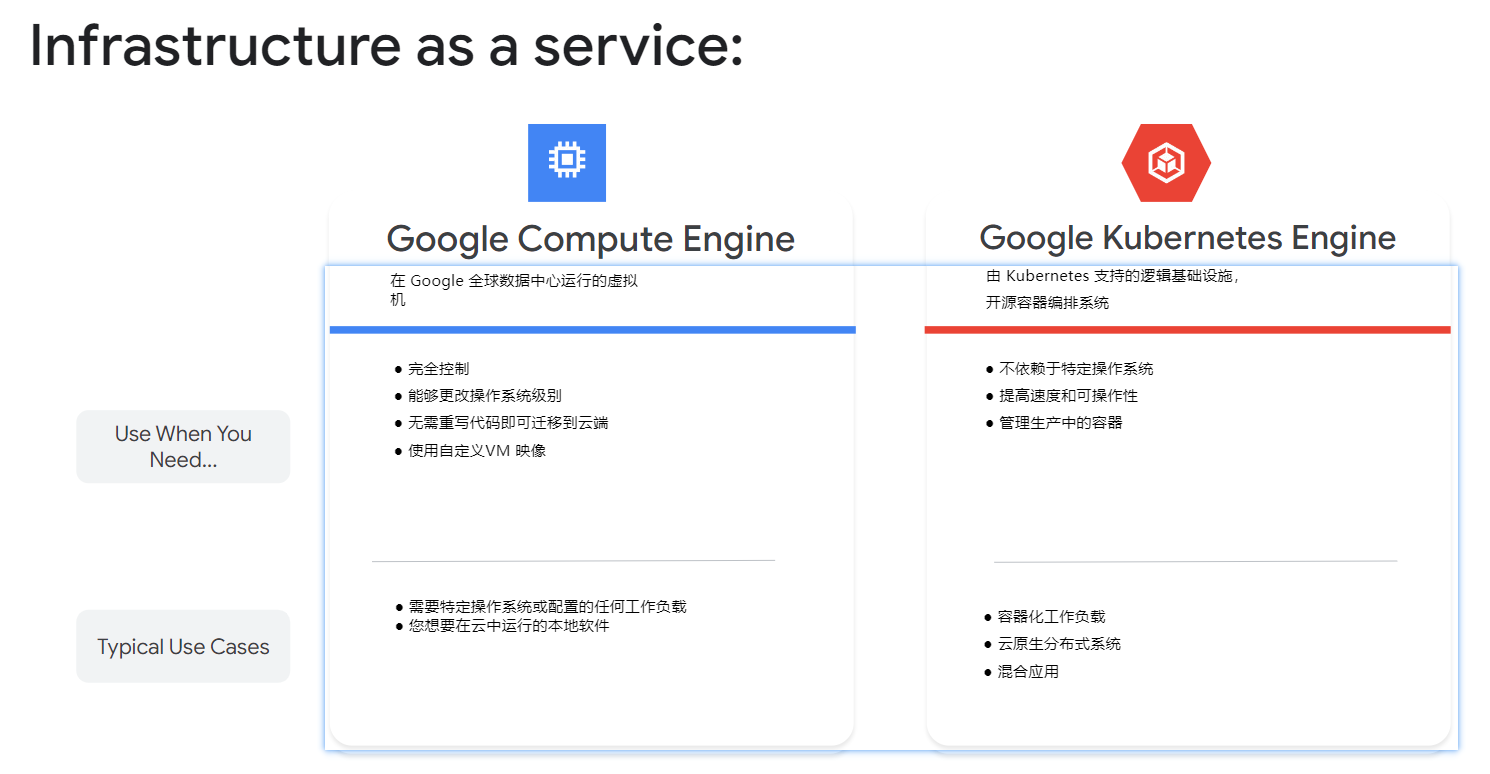 Infrastructure as a service:
Google Compute Engine
在 Google 全球数据中心运行的虚拟
机
Google Kubernetes Engine
由 Kubernetes 支持的逻辑基础设施，
开源容器编排系统
Use When You
Need...
● 完全控制
● 能够更改操作系统级别
● 无需重写代码即可迁移到云端
● 使用自定义VM 映像
● 不依赖于特定操作系统
● 提高速度和可操作性
● 管理生产中的容器
Typical Use Cases
● 需要特定操作系统或配置的任何工作负载
● 您想要在云中运行的本地软件
● 容器化工作负载
● 云原生分布式系统
● 混合应用